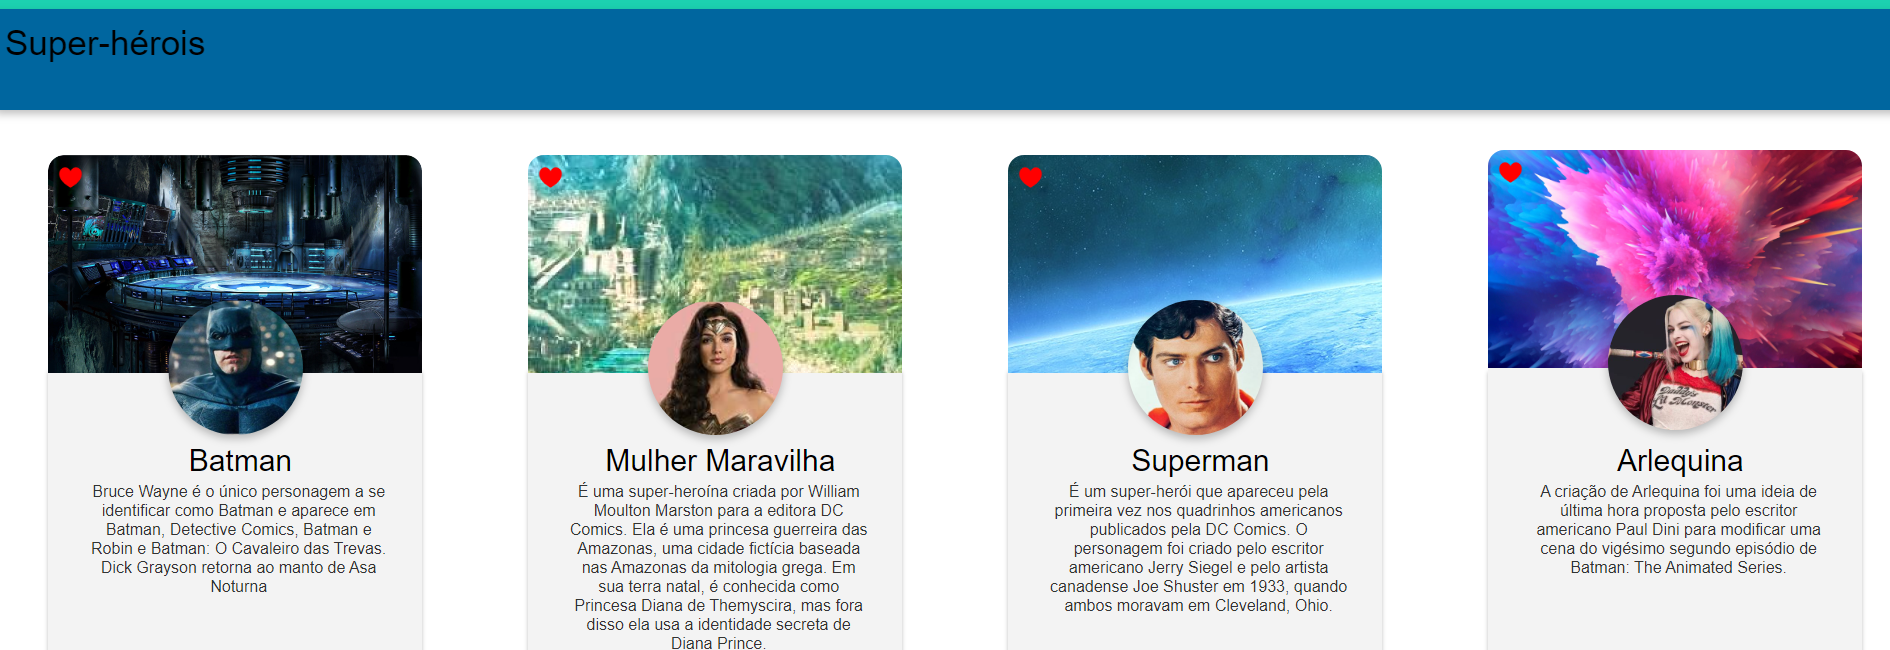 Super-hérois
Batman
Bruce Wayne é o único personagem a se
identificar como Batman e aparece em
Batman, Detective Comics, Batman e
Robin e Batman: O Cavaleiro das Trevas.
Dick Grayson retorna ao manto de Asa
Noturna
Mulher Maravilha
É uma super-heroína criada por William
Moulton Marston para a editora DC
Comics. Ela é uma princesa guerreira das
Amazonas, uma cidade fictícia baseada
nas Amazonas da mitologia grega. Em
sua terra natal, é conhecida como
Princesa Diana de Themyscira, mas fora
disso ela usa a identidade secreta de
Diana Prince.
Superman
É um super-herói que apareceu pela
primeira vez nos quadrinhos americanos
publicados pela DC Comics. O
personagem foi criado pelo escritor
americano Jerry Siegel e pelo artista
canadense Joe Shuster em 1933, quando
ambos moravam em Cleveland, Ohio.
Daddy's
Lil Monster
Arlequina
A criação de Arlequina foi uma ideia de
última hora proposta pelo escritor
americano Paul Dini para modificar uma
cena do vigésimo segundo episódio de
Batman: The Animated Series.